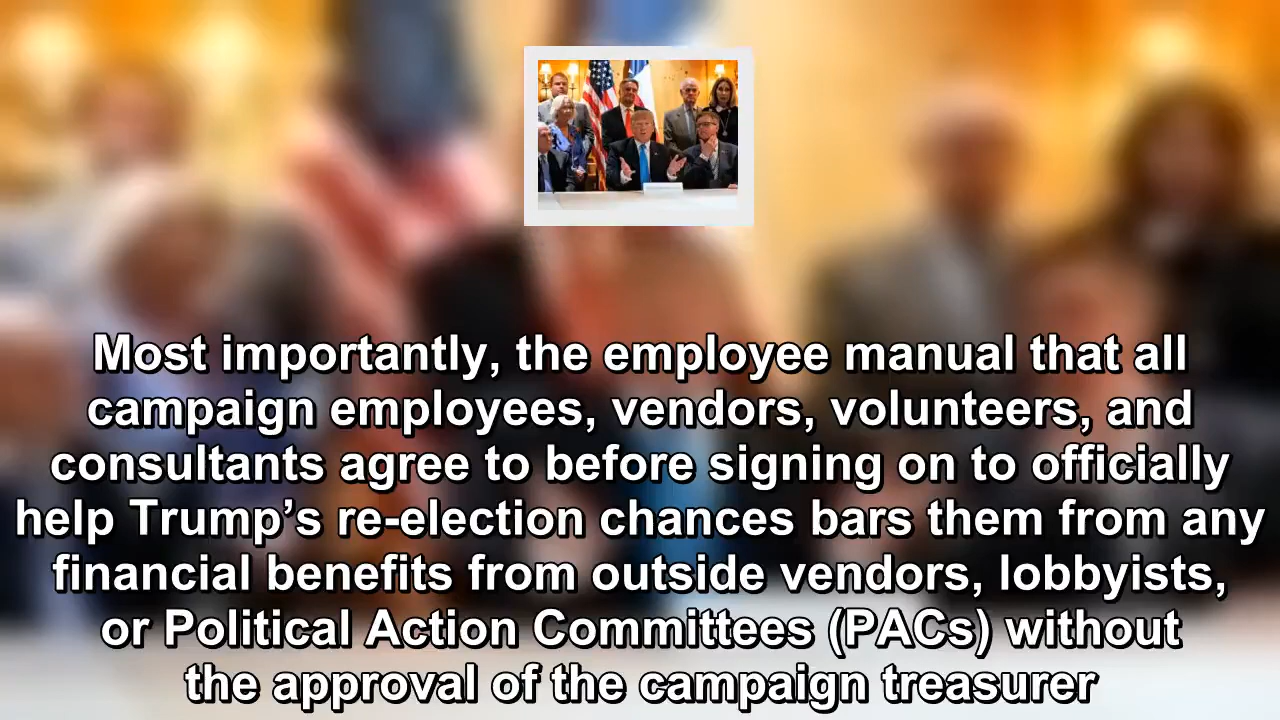 Most importantly, the employee manual that all
campaign employees, vendors, volunteers, and
consultants agree to before signing on to officially
help Trump’s re-election chances bars them from any
financial benefits from outside vendors, lobbyists,
or Political Action Committees (PACs) without
the approval of the campaign treasurer